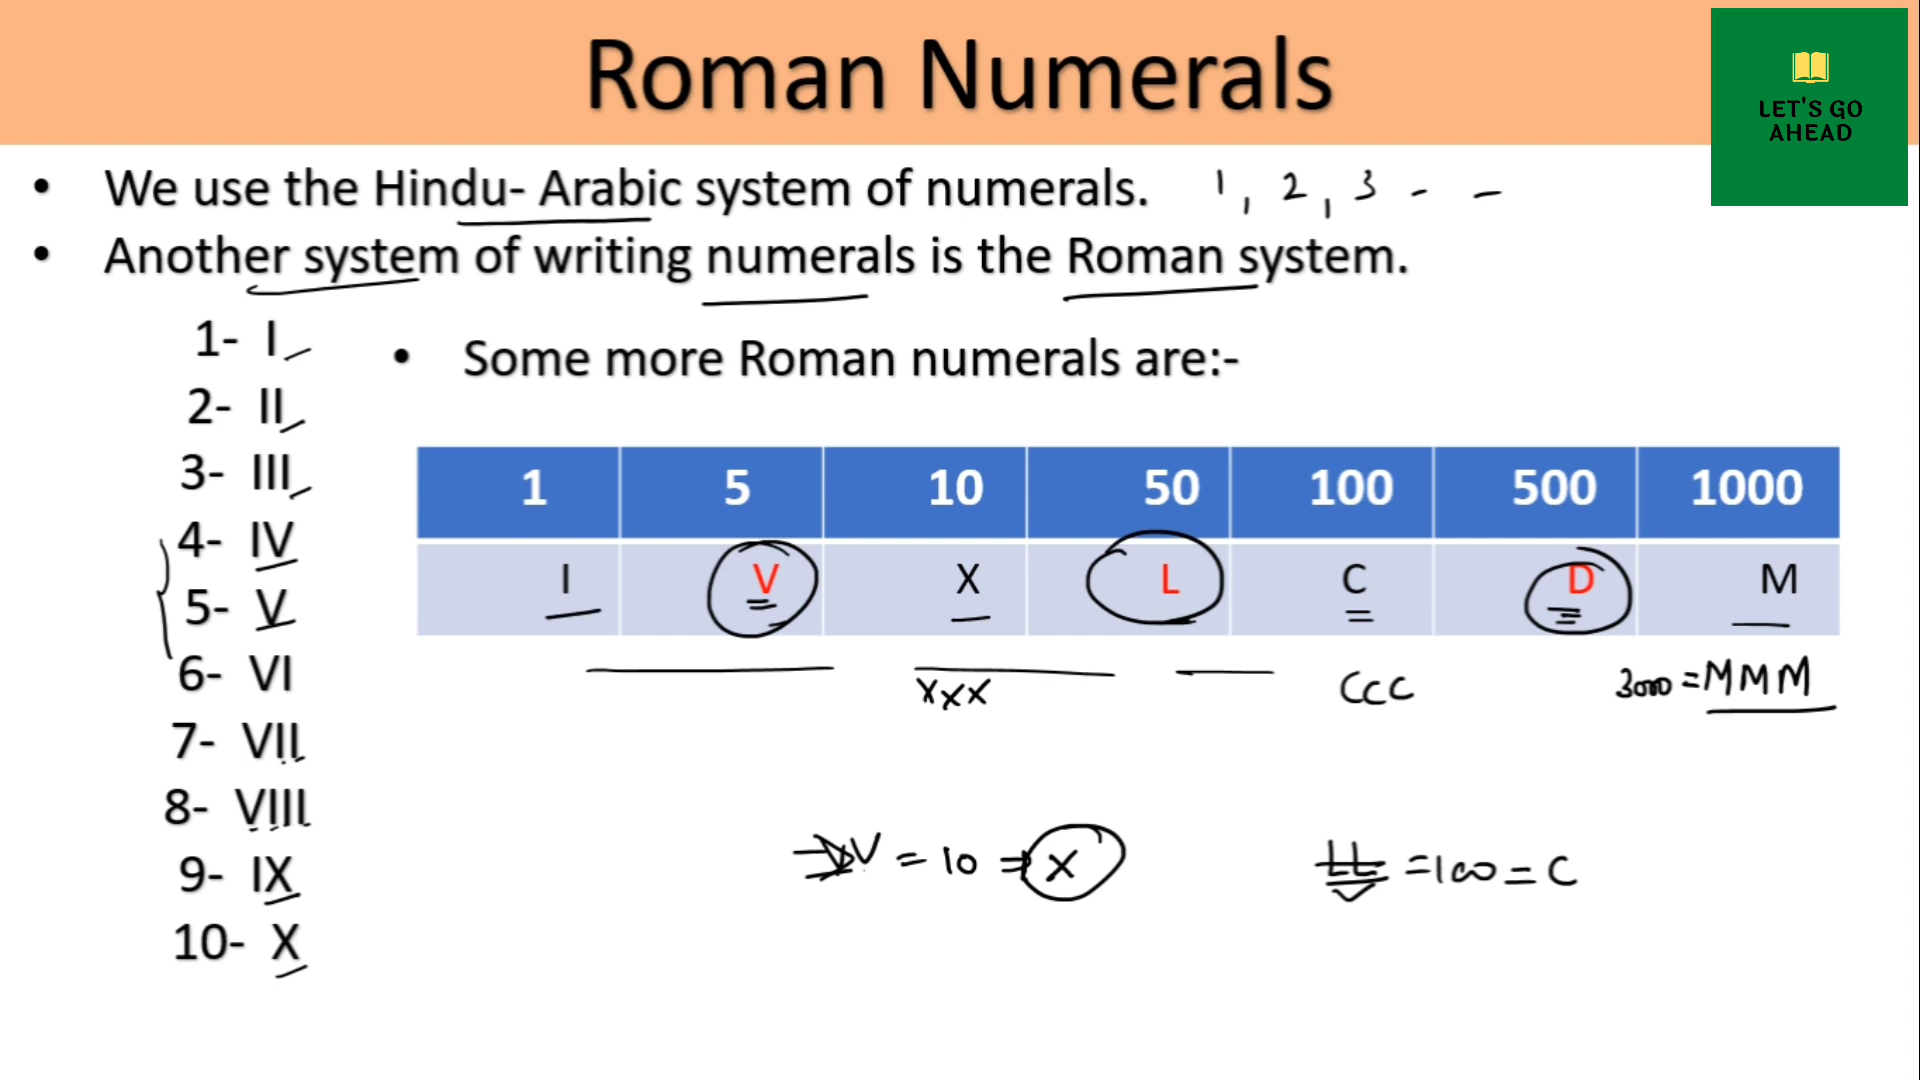 Roman Numerals
LET'S GO
AHEAD
• We use the Hindu- Arabic system of numerals. 1, 2, 3 - -
• Another system of writing numerals is the Roman system.
1- I
• Some more Roman numerals are:-
2- II
3- III
4- IV
5- V
6- VI
7- VII
8- VIII
9- IX
10- X
1 5 10 50 100 500 1000
I V X L C D M
XXX CCC 3000 = MMM
V = 10 = X
LL = 100 = C